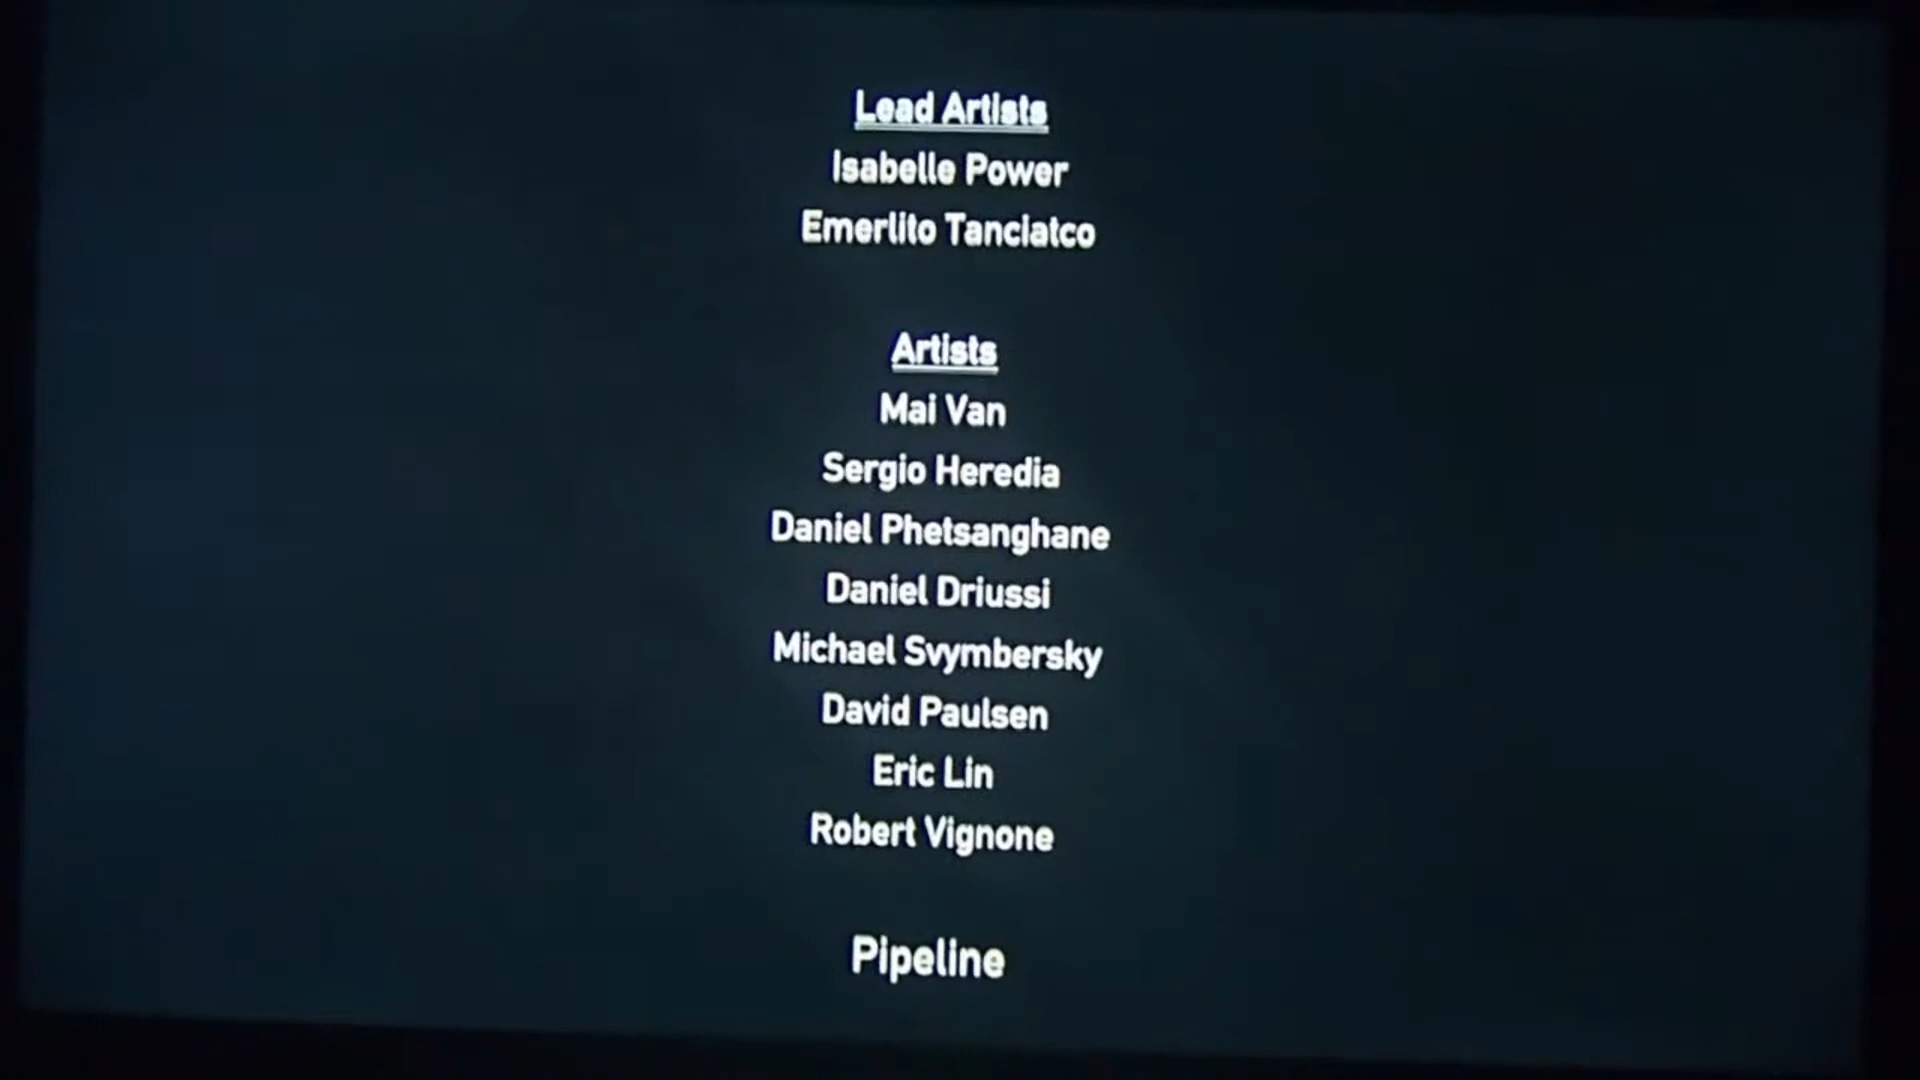 Lead Artists
Isabelle Power
Emerlito Tanciatco
Artists
Mai Van
Sergio Heredia
Daniel Phetsanghane
Daniel Driussi
Michael Svymbersky
David Paulsen
Eric Lin
Robert Vignone
Pipeline